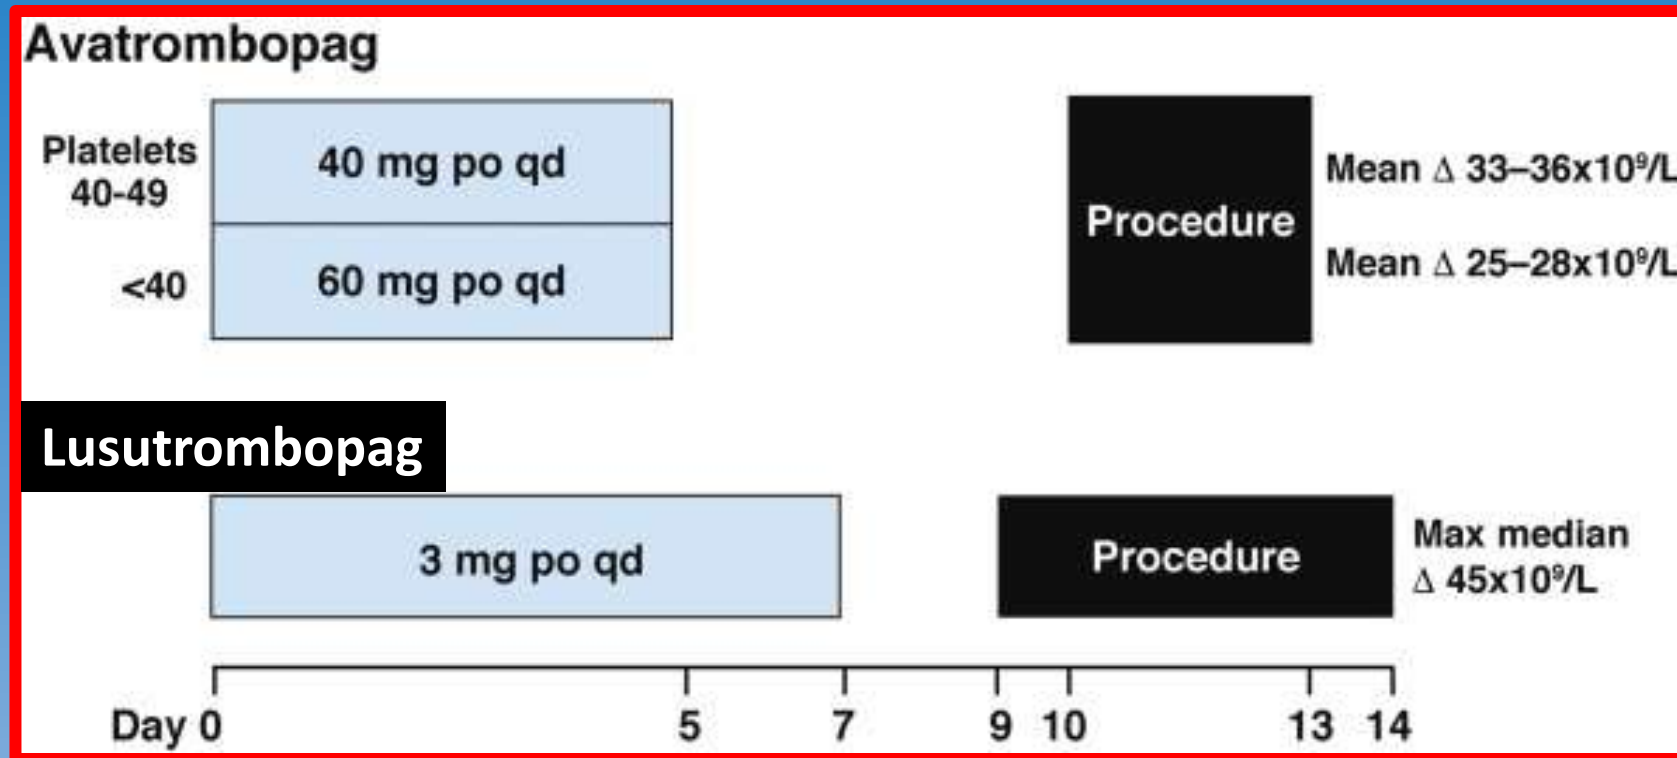 Avatrombopag
Platelets
40-49
40 mg po qd
<40
60 mg po qd
Procedure
Mean Δ 33–36x10⁹/L
Mean Δ 25–28x10⁹/L
Lusutrombopag
3 mg po qd
Procedure
Max median
Δ 45x10⁹/L
Day 0 5 7 9 10 13 14